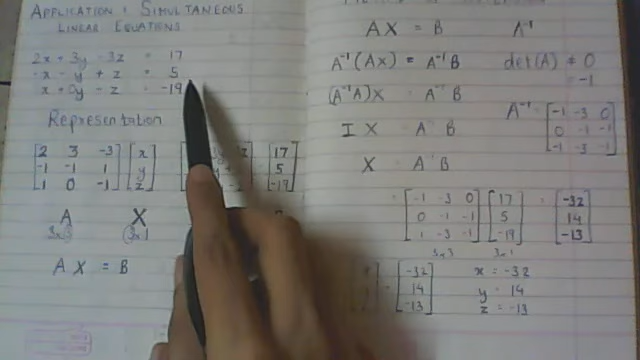 APPLICATION : SIMULTANEOUS
LINEAR EQUATIONS
2x + 3y - 3z = 17
-x - y + z = 5
x + 0y - z = -19
Representation
2 3 -3 x 17
-1 -1 1 y 5
1 0 -1 z -19
A X
3x1
A X = B
AX = B A⁻¹
A⁻¹(AX) = A⁻¹B det(A) ≠ 0
(A⁻¹A)X = A⁻¹B = -1
I X = A⁻¹B A⁻¹ = -1 -3 0
0 -1 -1
-1 -3 -1
X = A⁻¹B
= -1 -3 0 17 = -32
0 -1 -1 5 14
1 -3 -1 -19 -13
3x3 3x1
= -32 x = -32
14 y = 14
-13 z = -13